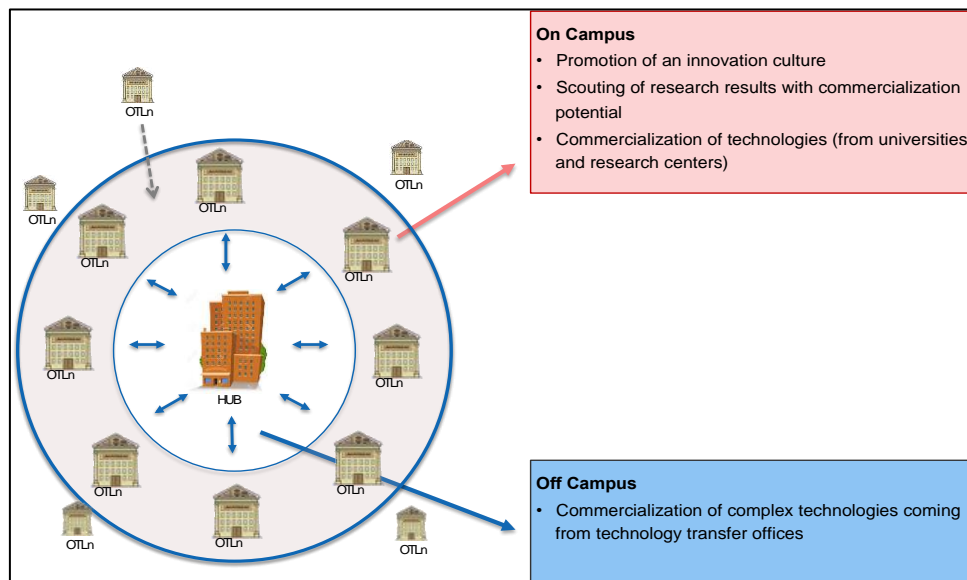 OTLn
OTLn
OTLn
OTLn
OTLn
OTLn
OTLn
OTLn
OTLn
HUB
OTLn
OTLn
OTLn
OTLn
On Campus
• Promotion of an innovation culture
• Scouting of research results with commercialization
potential
• Commercialization of technologies (from universities
and research centers)
Off Campus
• Commercialization of complex technologies coming
from technology transfer offices